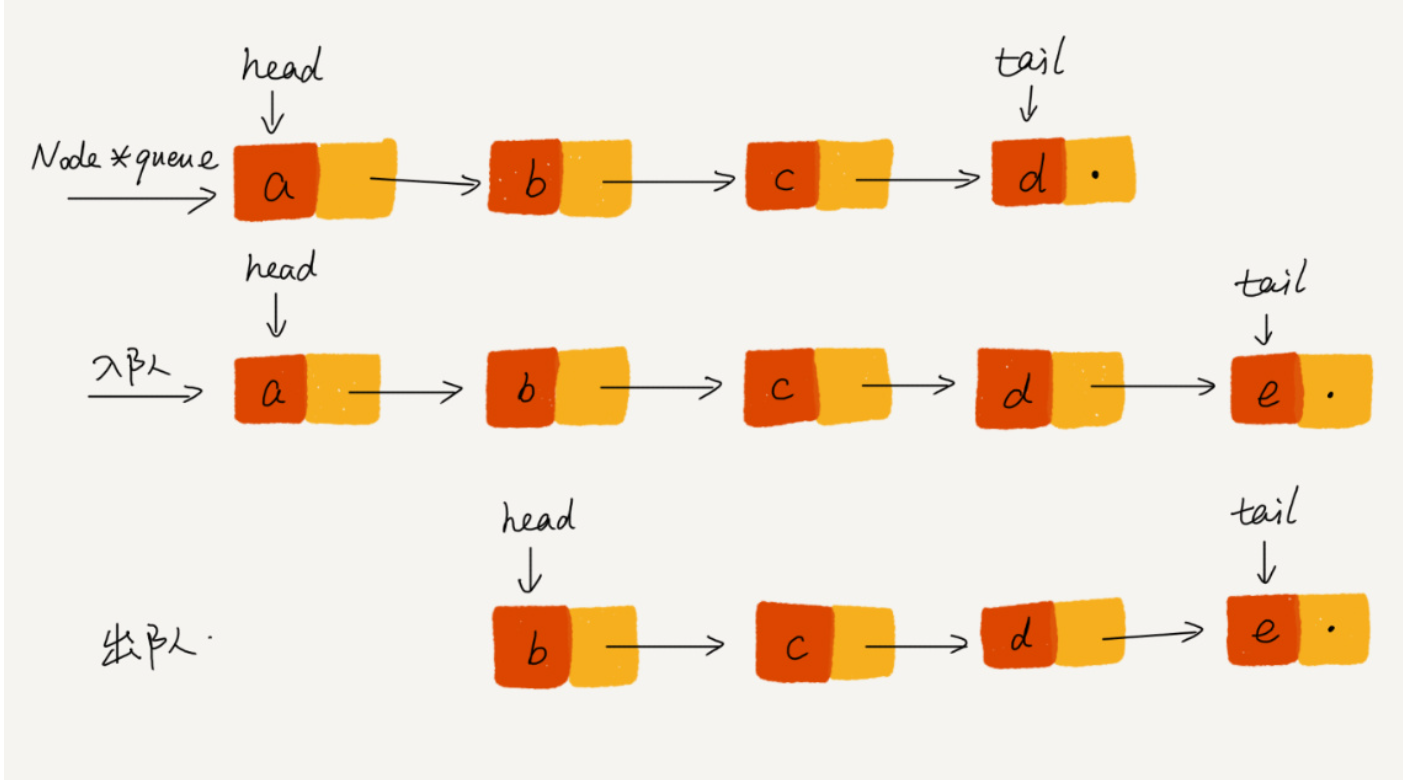 head tail
Node *queue
a b c d
head tail
入队
a b c d e
head tail
出队
b c d e